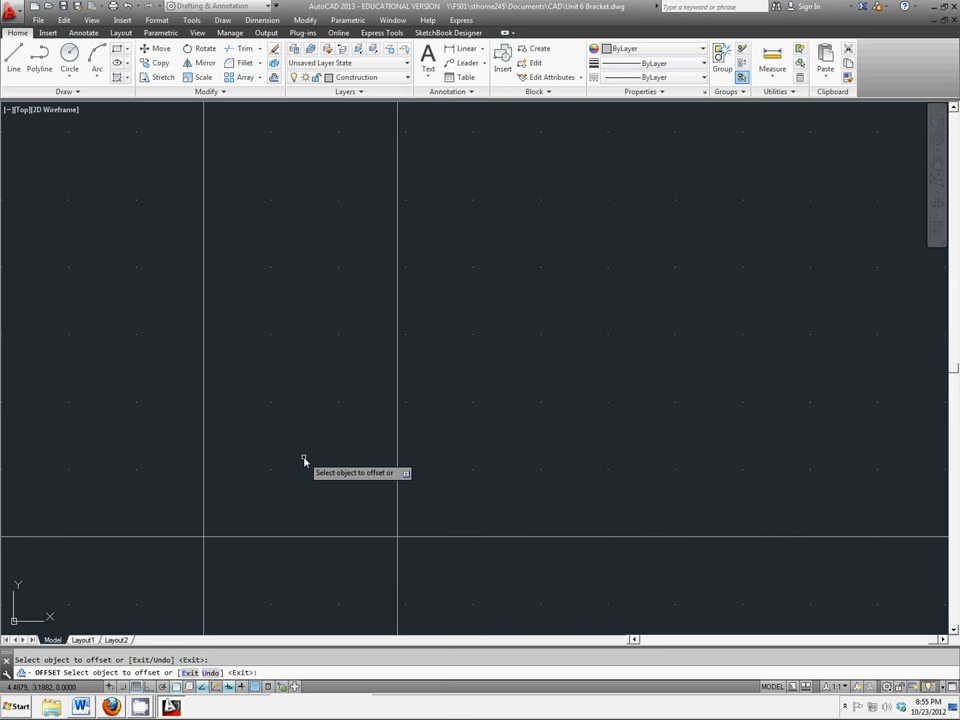 AutoCAD 2013 - EDUCATIONAL VERSION \\FS01\sthorne24$\Documents\CAD\Unit 6 Bracket.dwg
Drafting & Annotation
Type a keyword or phrase
Sign In
File Edit View Insert Format Tools Draw Dimension Modify Parametric Window Help Express
Home Insert Annotate Layout Parametric View Manage Output Plug-ins Online Express Tools SketchBook Designer
Line Polyline Circle Arc
Move Rotate Trim
Copy Mirror Fillet
Stretch Scale Array
Unsaved Layer State
Construction
Text
Linear
Leader
Table
Insert
Create
Edit
Edit Attributes
ByLayer
ByLayer
ByLayer
Group
Measure
Paste
Draw Modify Layers Annotation Block Properties Groups Utilities Clipboard
[−][Top][2D Wireframe]
Select object to offset or
Y
X
Model Layout1 Layout2
Select object to offset or [Exit/Undo] <Exit>:
OFFSET Select object to offset or [Exit Undo] <Exit>:
4.4879, 3.1882, 0.0000
MODEL
1:1
Start
8:55 PM
10/23/2012